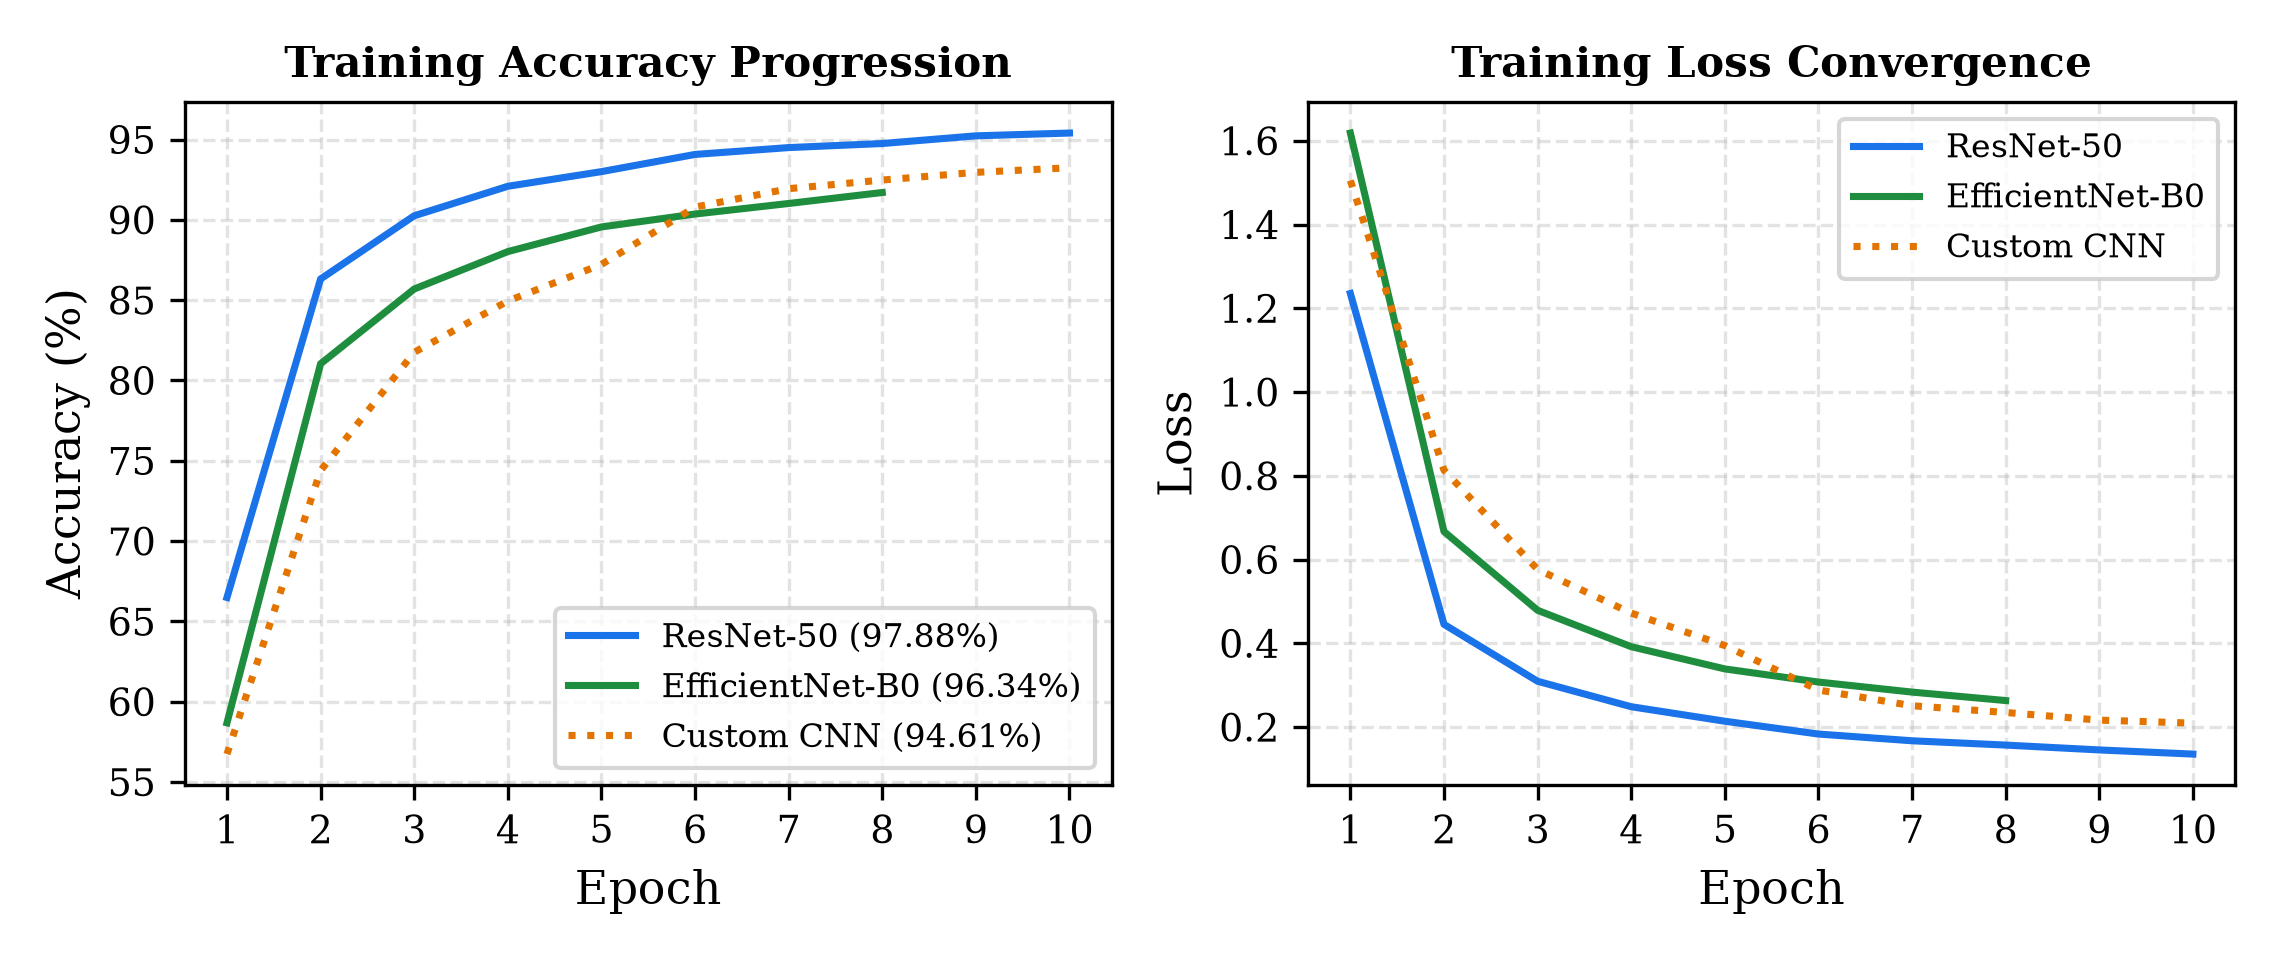 Training Accuracy Progression
Accuracy (%)
95
90
85
80
75
70
65
60
55
ResNet-50 (97.88%)
EfficientNet-B0 (96.34%)
Custom CNN (94.61%)
1 2 3 4 5 6 7 8 9 10
Epoch
Training Loss Convergence
Loss
1.6
1.4
1.2
1.0
0.8
0.6
0.4
0.2
ResNet-50
EfficientNet-B0
Custom CNN
1 2 3 4 5 6 7 8 9 10
Epoch